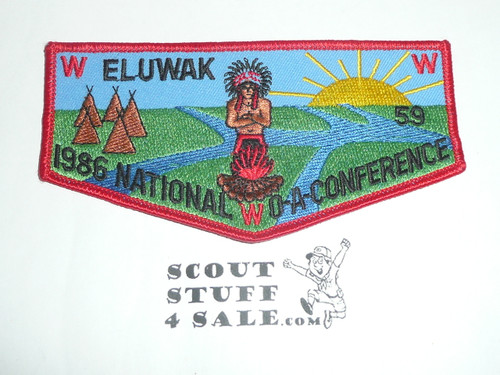 W ELUWAK W
59
1986 NATIONAL W O-A-CONFERENCE
SCOUT
STUFF
4 SALE.COM